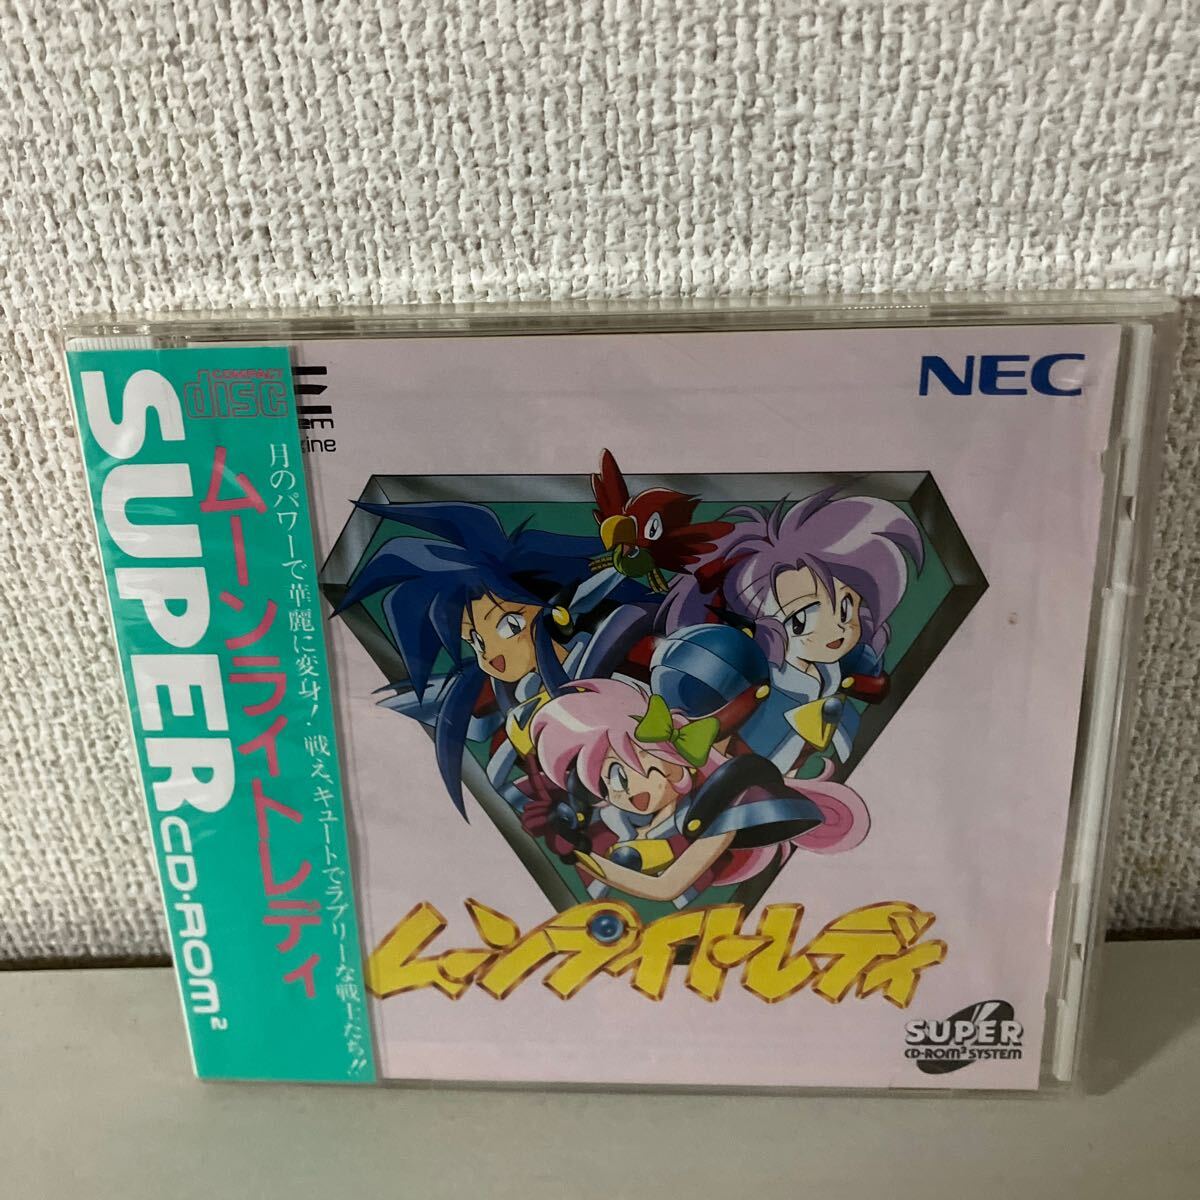 SUPER CD-ROM²
COMPACT
disc
ムーンライトレディ
月のパワーで華麗に変身!戦え、キュートでラブリーな戦士たち!!
NEC
ムーンライトレディ
SUPER
CD-ROM² SYSTEM